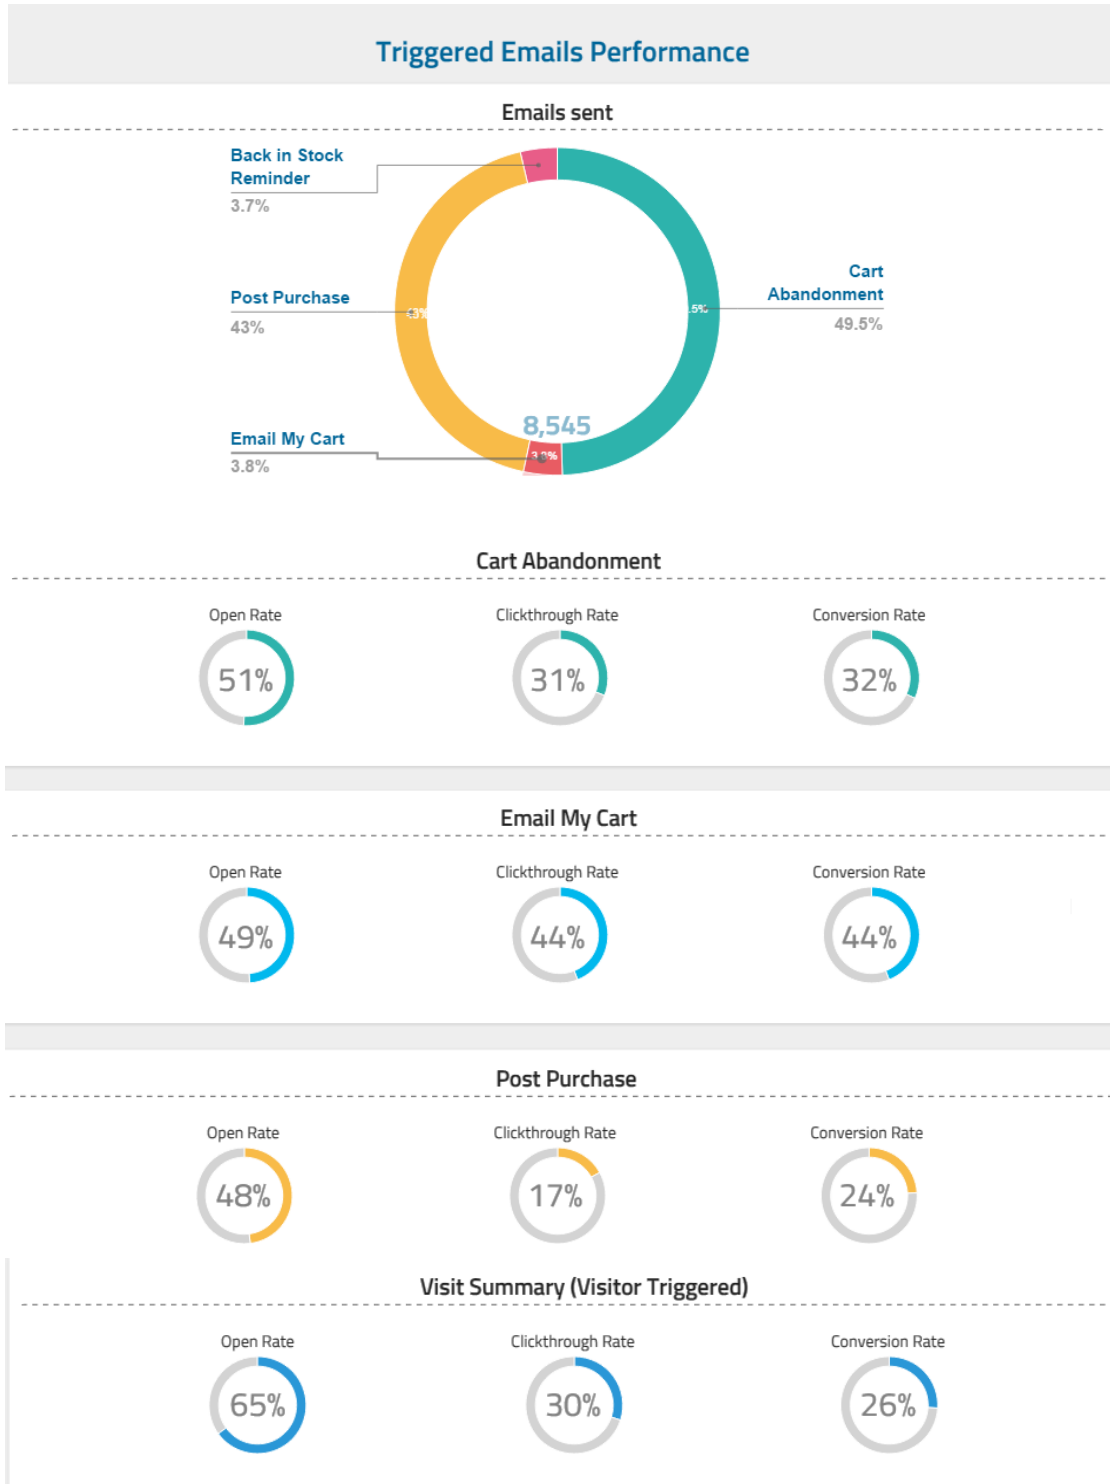 Triggered Emails Performance
Emails sent
Back in Stock
Reminder
3.7%
Cart
Abandonment
49.5%
.5%
Post Purchase
43%
8,545
Email My Cart
3.8%
Cart Abandonment
Open Rate
Clickthrough Rate
Conversion Rate
51%
31%
32%
Email My Cart
Open Rate
Clickthrough Rate
Conversion Rate
49%
44%
44%
Post Purchase
Open Rate
Clickthrough Rate
Conversion Rate
48%
17%
24%
Visit Summary (Visitor Triggered)
Open Rate
Clickthrough Rate
Conversion Rate
65%
30%
26%